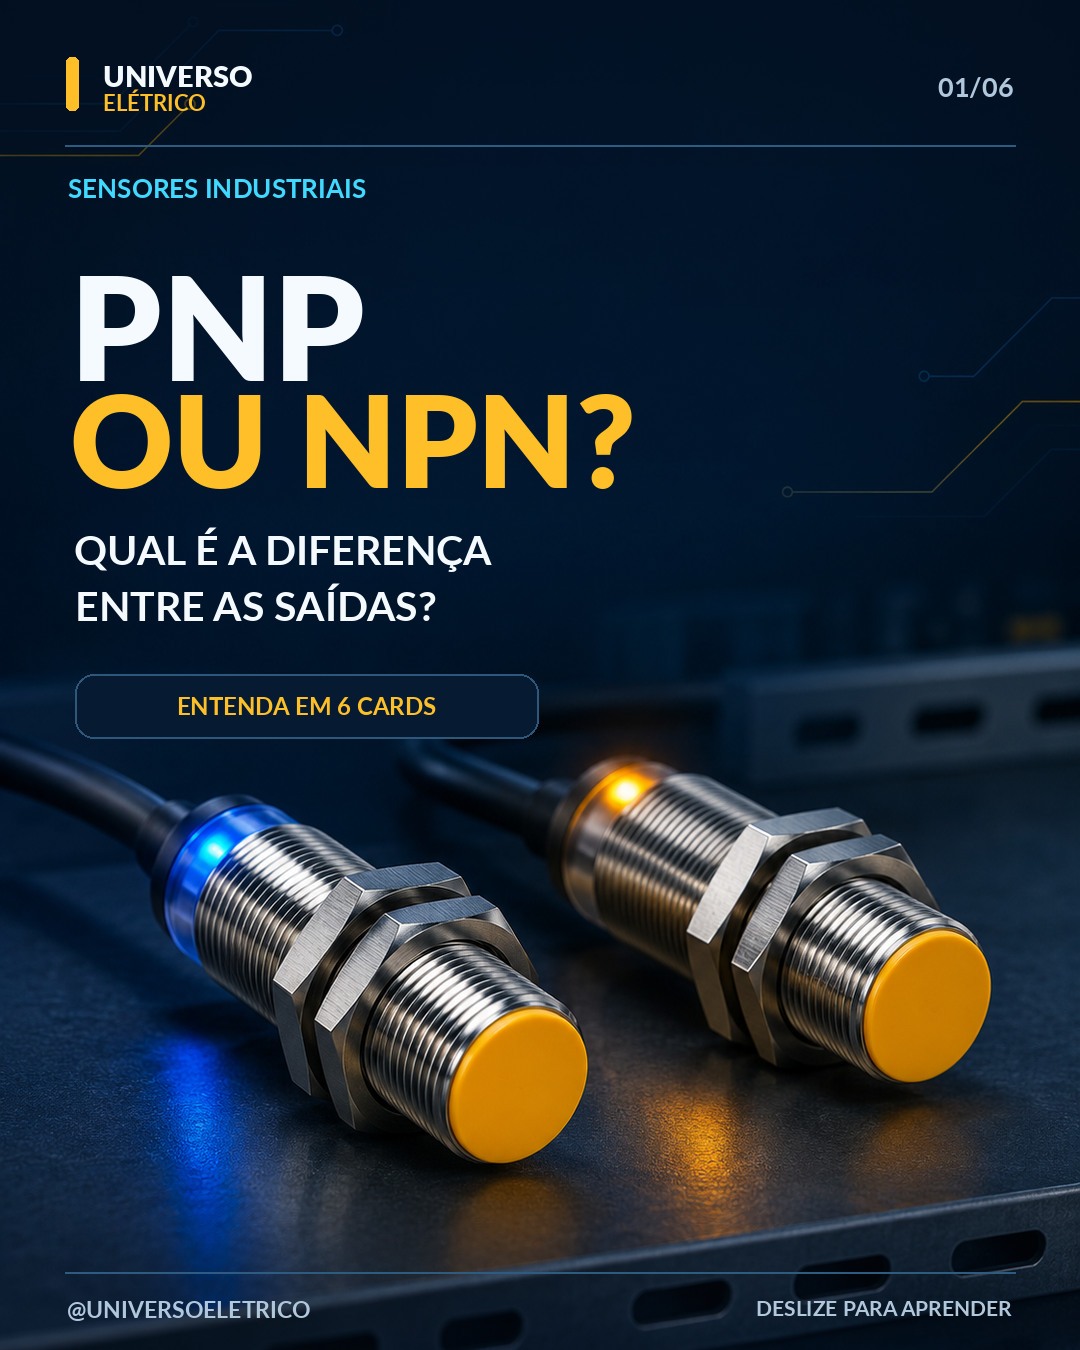 UNIVERSO
ELÉTRICO
01/06
SENSORES INDUSTRIAIS
PNP
OU NPN?
QUAL É A DIFERENÇA
ENTRE AS SAÍDAS?
ENTENDA EM 6 CARDS
@UNIVERSOELETRICO
DESLIZE PARA APRENDER